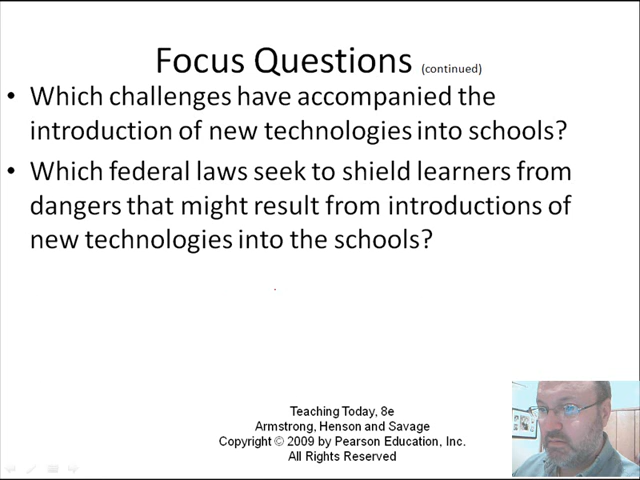 Focus Questions (continued)
• Which challenges have accompanied the
introduction of new technologies into schools?
• Which federal laws seek to shield learners from
dangers that might result from introductions of
new technologies into the schools?
Teaching Today, 8e
Armstrong, Henson and Savage
Copyright © 2009 by Pearson Education, Inc.
All Rights Reserved